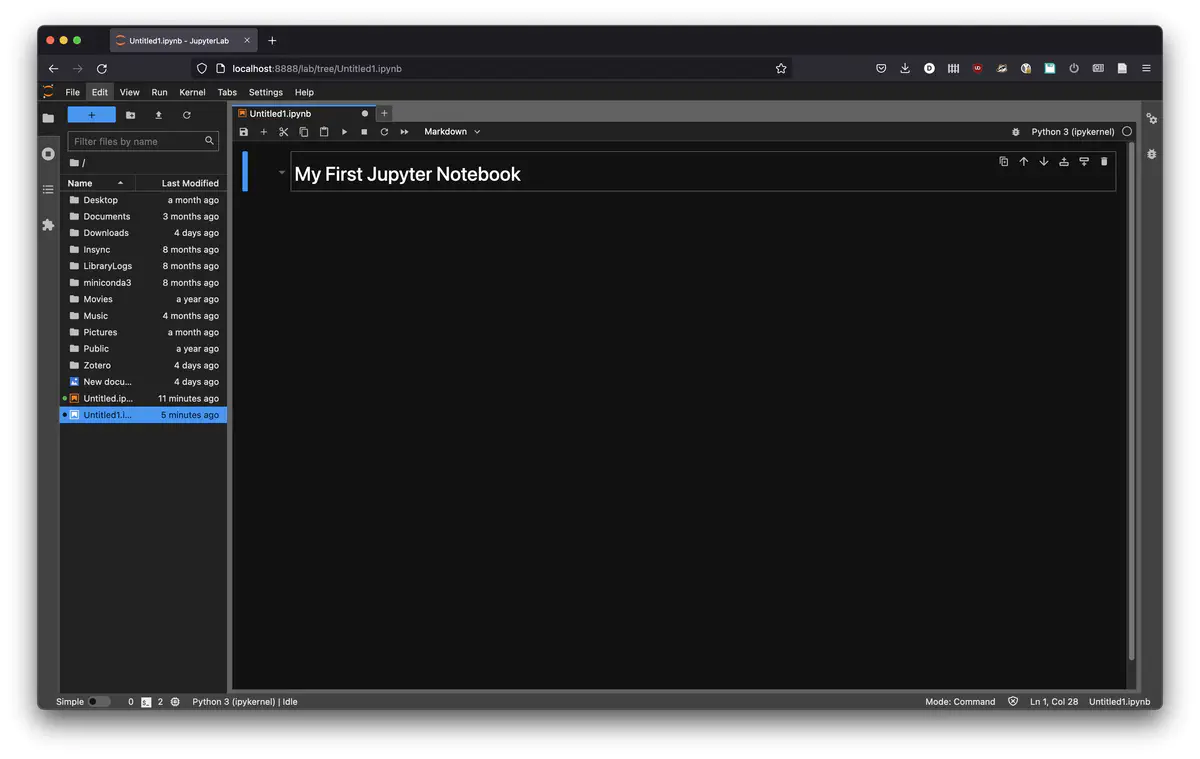 Untitled1.ipynb - JupyterLab
localhost:8888/lab/tree/Untitled1.ipynb
File Edit View Run Kernel Tabs Settings Help
Untitled1.ipynb
Markdown
Python 3 (ipykernel)
Filter files by name
/
Name Last Modified
Desktop a month ago
Documents 3 months ago
Downloads 4 days ago
Insync 8 months ago
LibraryLogs 8 months ago
miniconda3 8 months ago
Movies a year ago
Music 4 months ago
Pictures a month ago
Public a year ago
Zotero 4 days ago
New docu... 4 days ago
Untitled.ip... 11 minutes ago
Untitled1.i... 5 minutes ago
My First Jupyter Notebook
Simple 0 2 Python 3 (ipykernel) | Idle
Mode: Command Ln 1, Col 28 Untitled1.ipynb